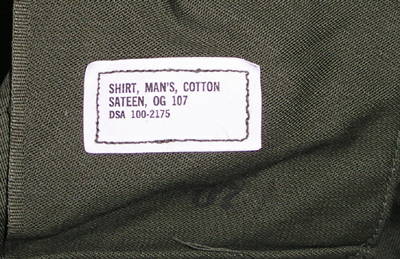 SHIRT, MAN'S, COTTON
SATEEN, OG 107
DSA 100-2175